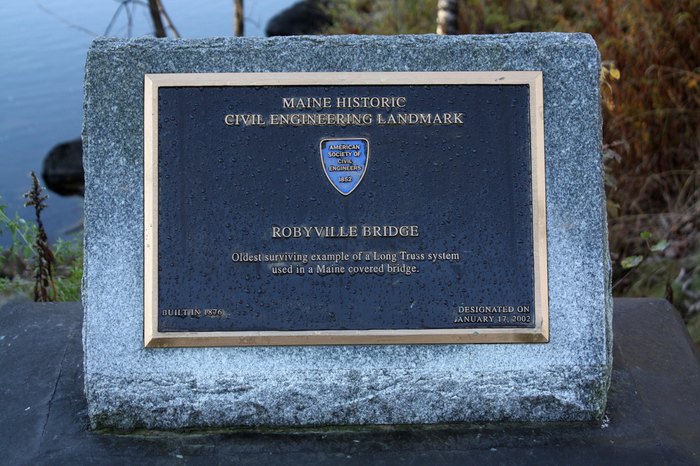 MAINE HISTORIC
CIVIL ENGINEERING LANDMARK
AMERICAN
SOCIETY OF
CIVIL
ENGINEERS
1852
ROBYVILLE BRIDGE
Oldest surviving example of a Long Truss system
used in a Maine covered bridge.
BUILT IN 1876
DESIGNATED ON
JANUARY 17, 2002